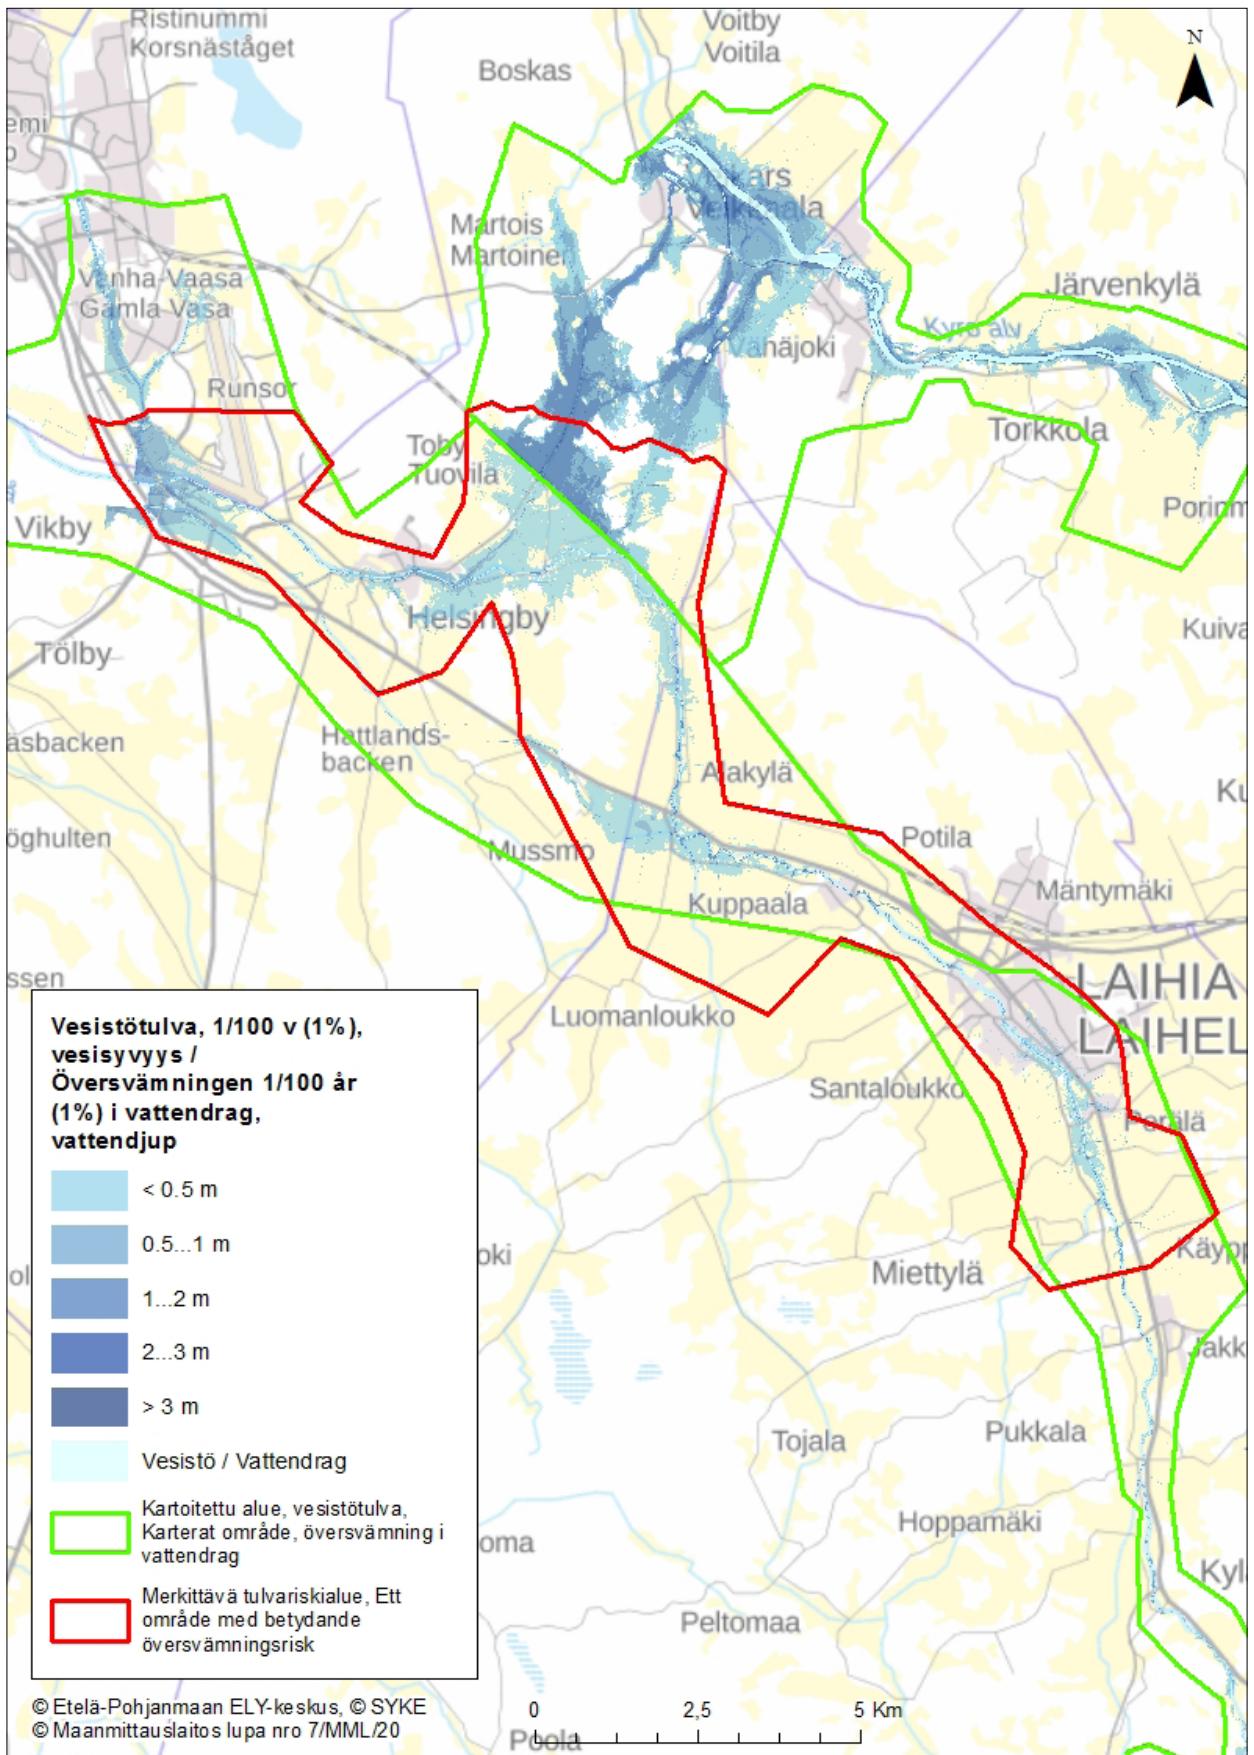 Ristinummi
Korsnäståget
Voitby
Voitila
Boskas
N
Martois
Martoinen
Vanha-Vaasa
Gamla Vasa
Järvenkylä
Kyro älv
Vanäjoki
Runsor
Toby
Tuovila
Torkkola
Vikby
Helsingby
Tölby
Hattlands-
backen
Alakylä
Potila
Mussmo
Mäntymäki
Kuppaala
LAIHIA
Luomanloukko
Santaloukko
Perälä
Miettylä
Tojala
Pukkala
Hoppamäki
Peltomaa
Poola
Vesistötulva, 1/100 v (1%),
vesisyvyys /
Översvämningen 1/100 år
(1%) i vattendrag,
vattendjup
< 0.5 m
0.5...1 m
1...2 m
2...3 m
> 3 m
Vesistö / Vattendrag
Kartoitettu alue, vesistötulva,
Karterat område, översvämning i
vattendrag
Merkittävä tulvariskialue, Ett
område med betydande
översvämningsrisk
© Etelä-Pohjanmaan ELY-keskus, © SYKE
© Maanmittauslaitos lupa nro 7/MML/20
0 2,5 5 Km